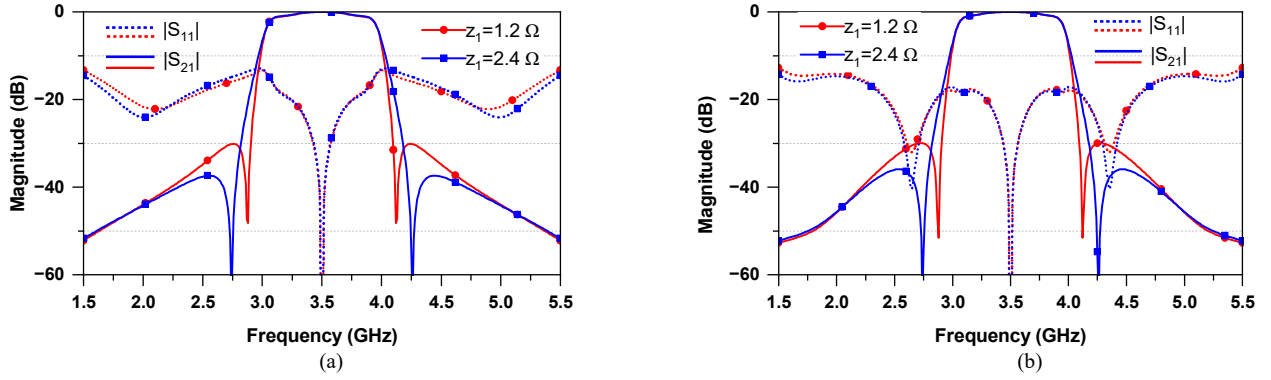 0
−20
−40
−60
Magnitude (dB)
|S11|
|S21|
z1=1.2 Ω
z1=2.4 Ω
1.5 2.0 2.5 3.0 3.5 4.0 4.5 5.0 5.5
Frequency (GHz)
(a)
0
−20
−40
−60
Magnitude (dB)
z1=1.2 Ω
z1=2.4 Ω
|S11|
|S21|
1.5 2.0 2.5 3.0 3.5 4.0 4.5 5.0 5.5
Frequency (GHz)
(b)